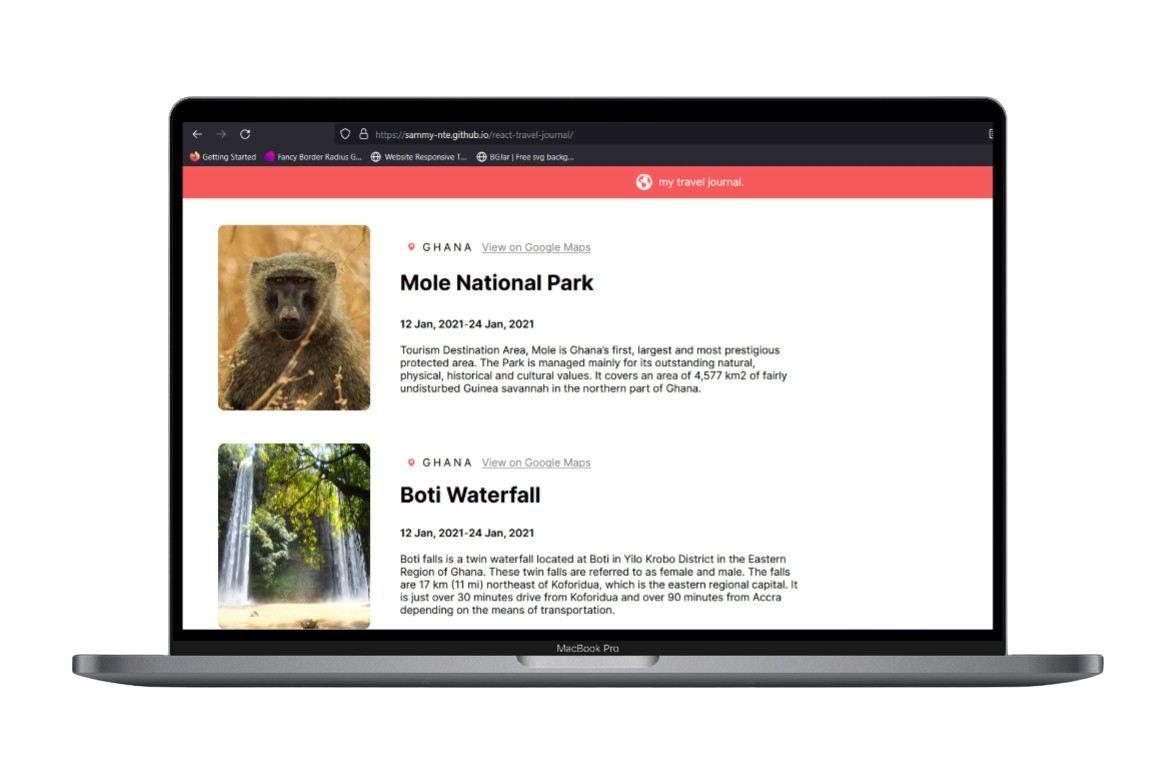 https://sammy-nte.github.io/react-travel-journal/
Getting Started Fancy Border Radius G... Website Responsive T... BGJar | Free svg backg...
my travel journal.
GHANA View on Google Maps
Mole National Park
12 Jan, 2021-24 Jan, 2021
Tourism Destination Area, Mole is Ghana's first, largest and most prestigious
protected area. The Park is managed mainly for its outstanding natural,
physical, historical and cultural values. It covers an area of 4,577 km2 of fairly
undisturbed Guinea savannah in the northern part of Ghana.
GHANA View on Google Maps
Boti Waterfall
12 Jan, 2021-24 Jan, 2021
Boti falls is a twin waterfall located at Boti in Yilo Krobo District in the Eastern
Region of Ghana. These twin falls are referred to as female and male. The falls
are 17 km (11 mi) northeast of Koforidua, which is the eastern regional capital. It
is just over 30 minutes drive from Koforidua and over 90 minutes from Accra
depending on the means of transportation.
MacBook Pro